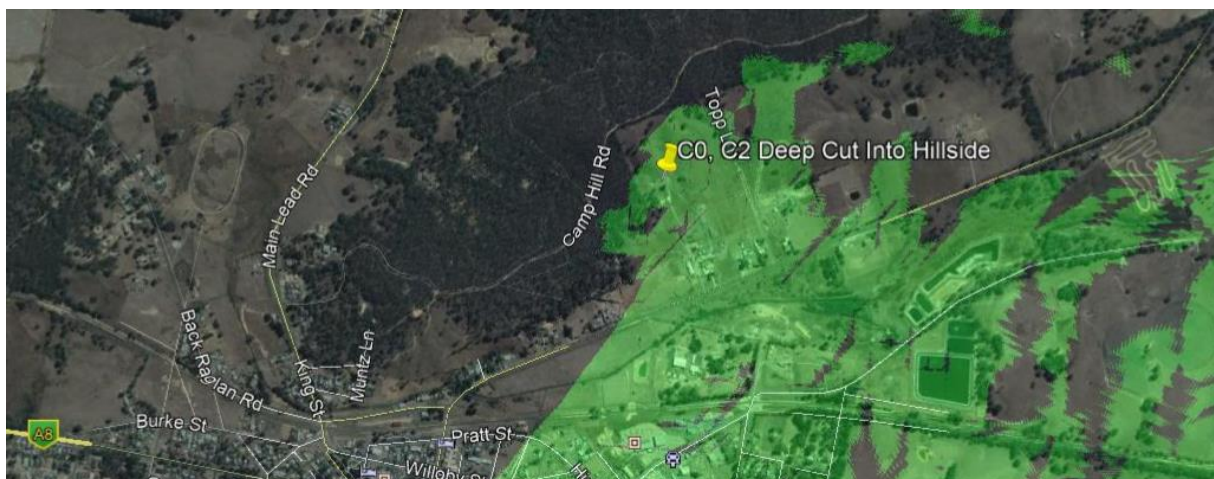 Topp L
C0, C2 Deep Cut Into Hillside
Camp Hill Rd
Main Lead Rd
Back Raglan Rd
King St
Muntz Ln
Burke St
A8
Pratt St
Willoby St